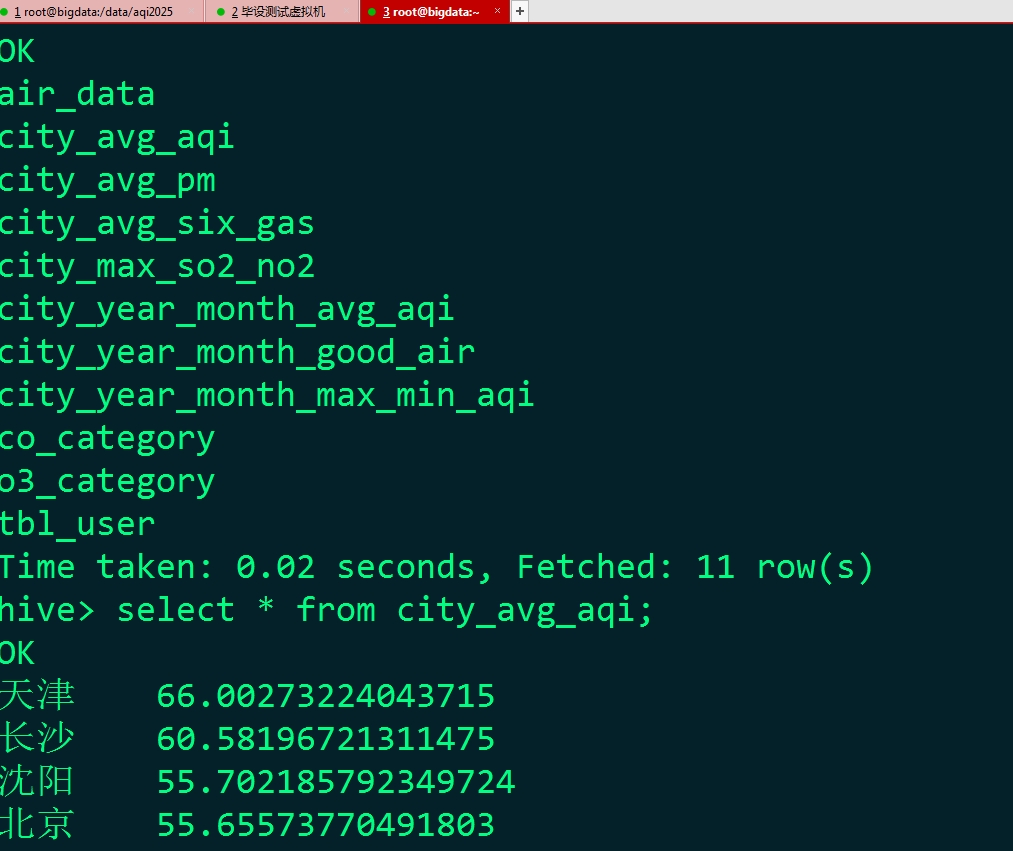 1 root@bigdata:/data/aqi2025 2 毕设测试虚拟机 3 root@bigdata:~ × +
OK
air_data
city_avg_aqi
city_avg_pm
city_avg_six_gas
city_max_so2_no2
city_year_month_avg_aqi
city_year_month_good_air
city_year_month_max_min_aqi
co_category
o3_category
tbl_user
Time taken: 0.02 seconds, Fetched: 11 row(s)
hive> select * from city_avg_aqi;
OK
天津 66.00273224043715
长沙 60.58196721311475
沈阳 55.702185792349724
北京 55.65573770491803